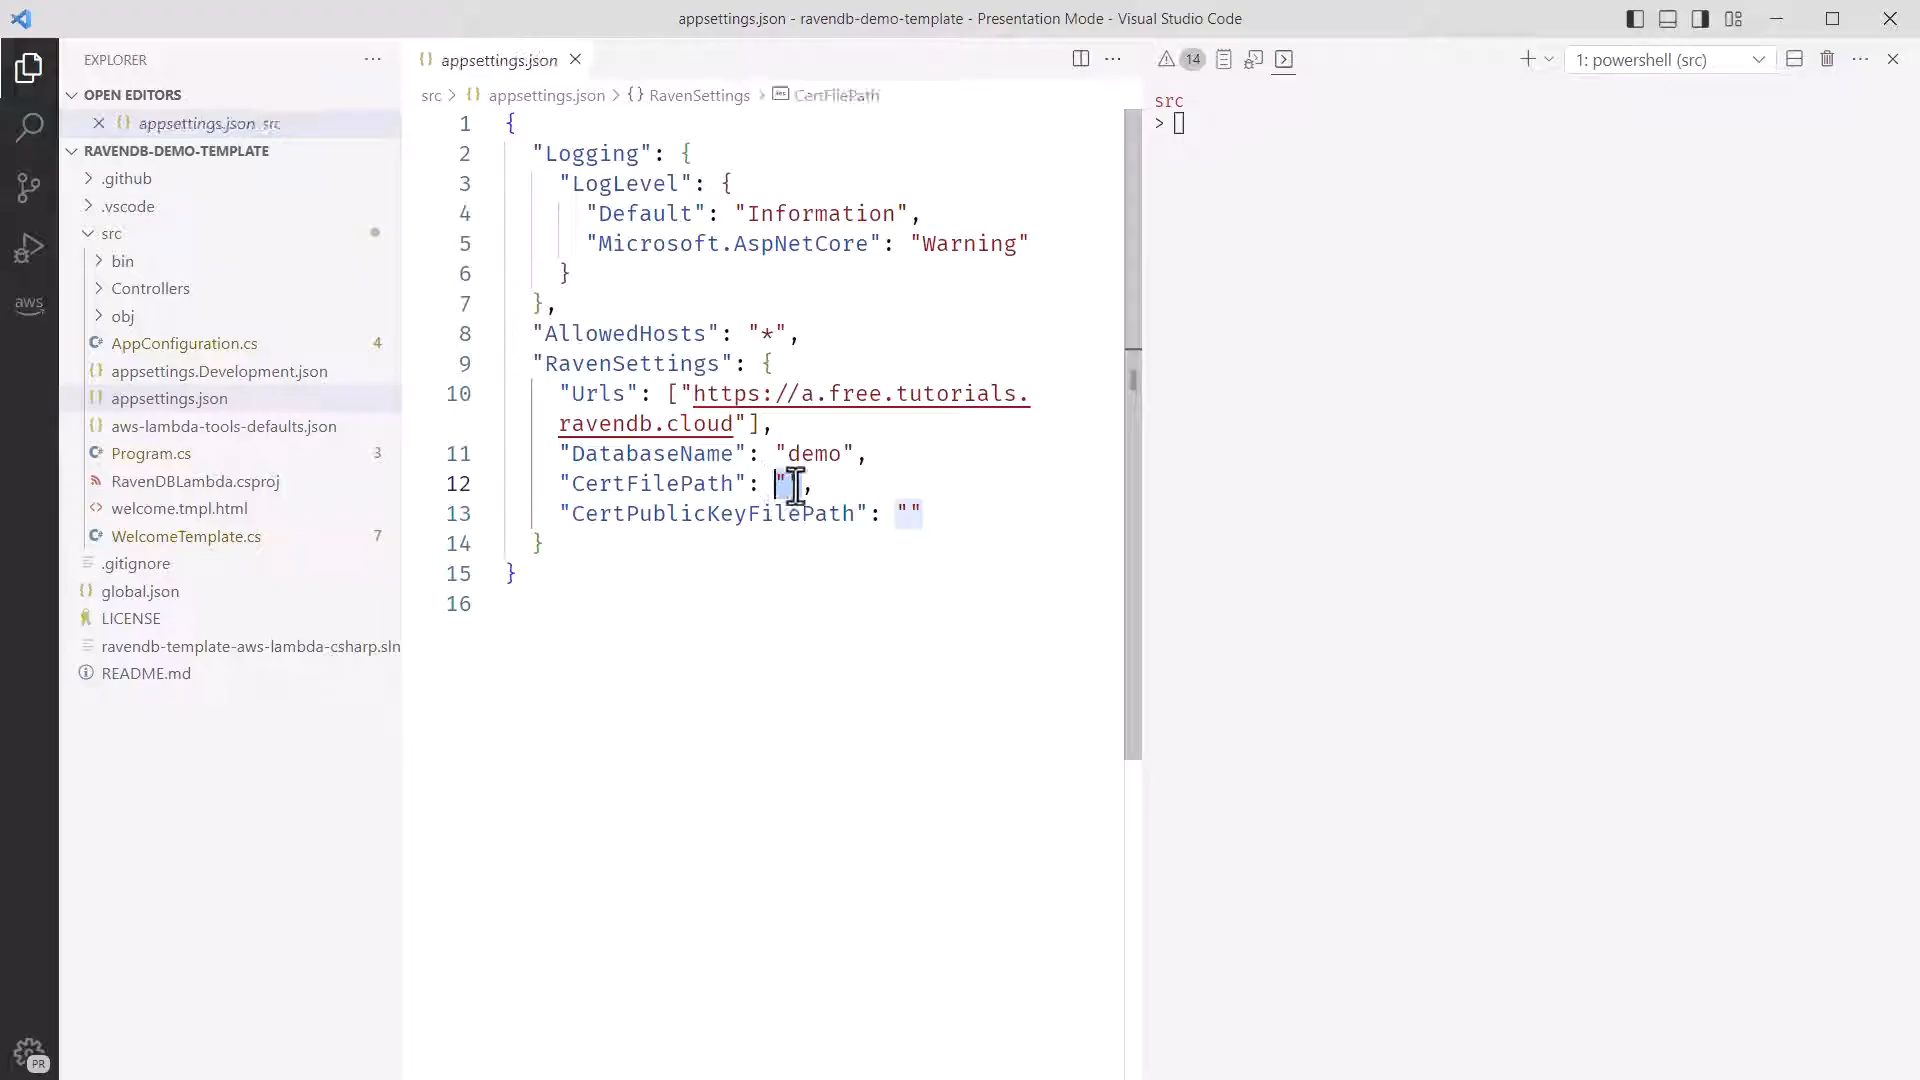 appsettings.json - ravendb-demo-template - Presentation Mode - Visual Studio Code
EXPLORER
OPEN EDITORS
appsettings.json src
RAVENDB-DEMO-TEMPLATE
.github
.vscode
src
bin
Controllers
obj
AppConfiguration.cs 4
appsettings.Development.json
appsettings.json
aws-lambda-tools-defaults.json
Program.cs 3
RavenDBLambda.csproj
welcome.tmpl.html
WelcomeTemplate.cs 7
.gitignore
global.json
LICENSE
ravendb-template-aws-lambda-csharp.sln
README.md
aws
PR
appsettings.json
src > {} appsettings.json > {} RavenSettings > CertFilePath
1 {
2 "Logging": {
3 "LogLevel": {
4 "Default": "Information",
5 "Microsoft.AspNetCore": "Warning"
6 }
7 },
8 "AllowedHosts": "*",
9 "RavenSettings": {
10 "Urls": ["https://a.free.tutorials.
ravendb.cloud"],
11 "DatabaseName": "demo",
12 "CertFilePath": "",
13 "CertPublicKeyFilePath": ""
14 }
15 }
16
14
1: powershell (src)
src
>